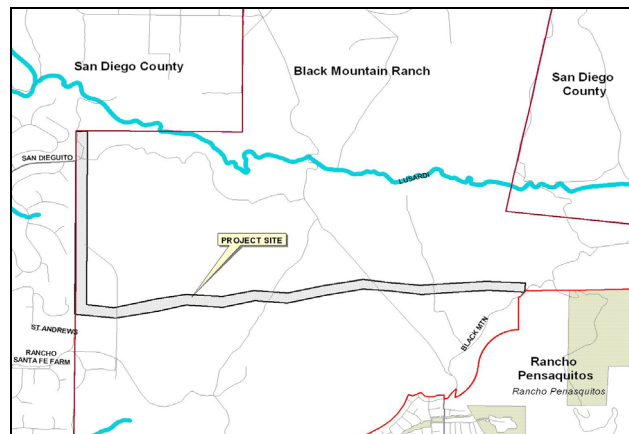 San Diego County
Black Mountain Ranch
San Diego
County
SAN DIEGUITO
LUSARDI
PROJECT SITE
ST. ANDREWS
BLACK MTN.
RANCHO
SANTA FE FARM
Rancho
Pensaquitos
Rancho Penasquitos